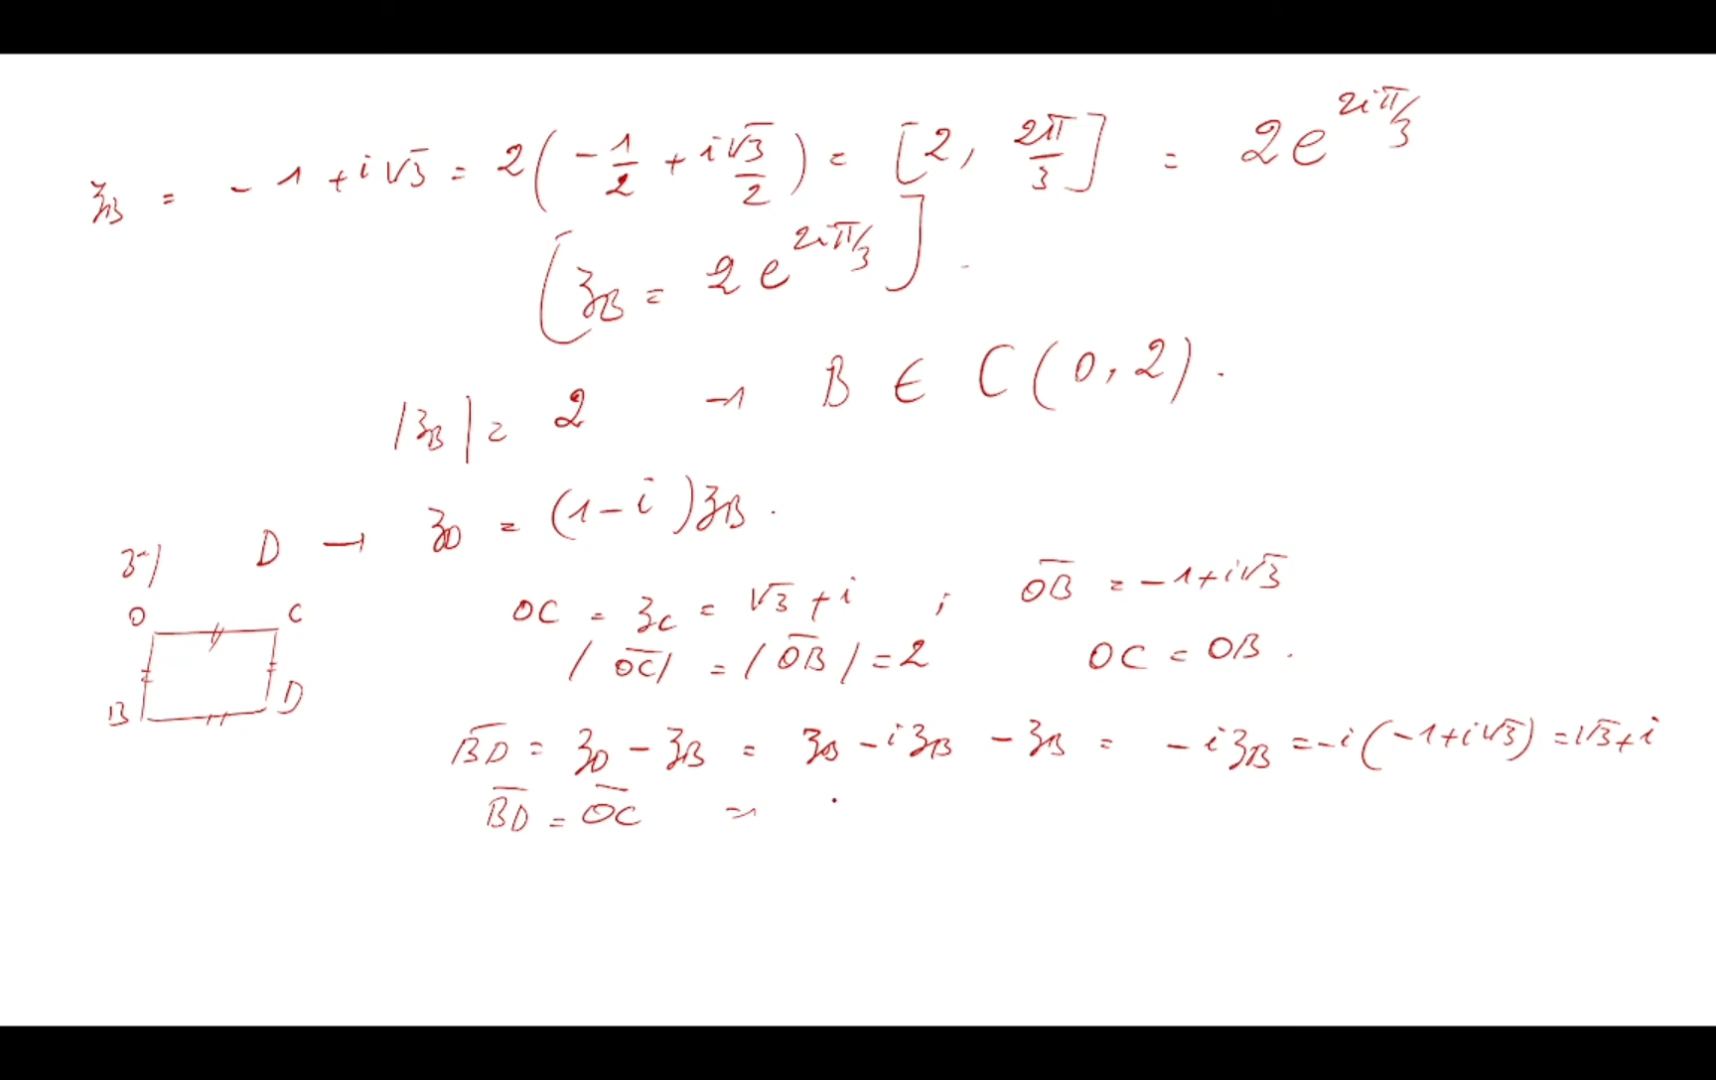 z_B = -1 + i√3 = 2(-1/2 + i√3/2) = [2, 2π/3] = 2e^{2iπ/3}
[z_B = 2e^{2iπ/3}].
|z_B| = 2 → B ∈ C(0,2).
3-) D → z_D = (1-i)z_B.
O C
OC = z_C = √3 + i ; OB = -1 + i√3
|OC| = |OB| = 2 OC = OB.
B D
BD = z_D - z_B = z_B - i z_B - z_B = -i z_B = -i(-1+i√3) = √3+i
BD = OC ⇒